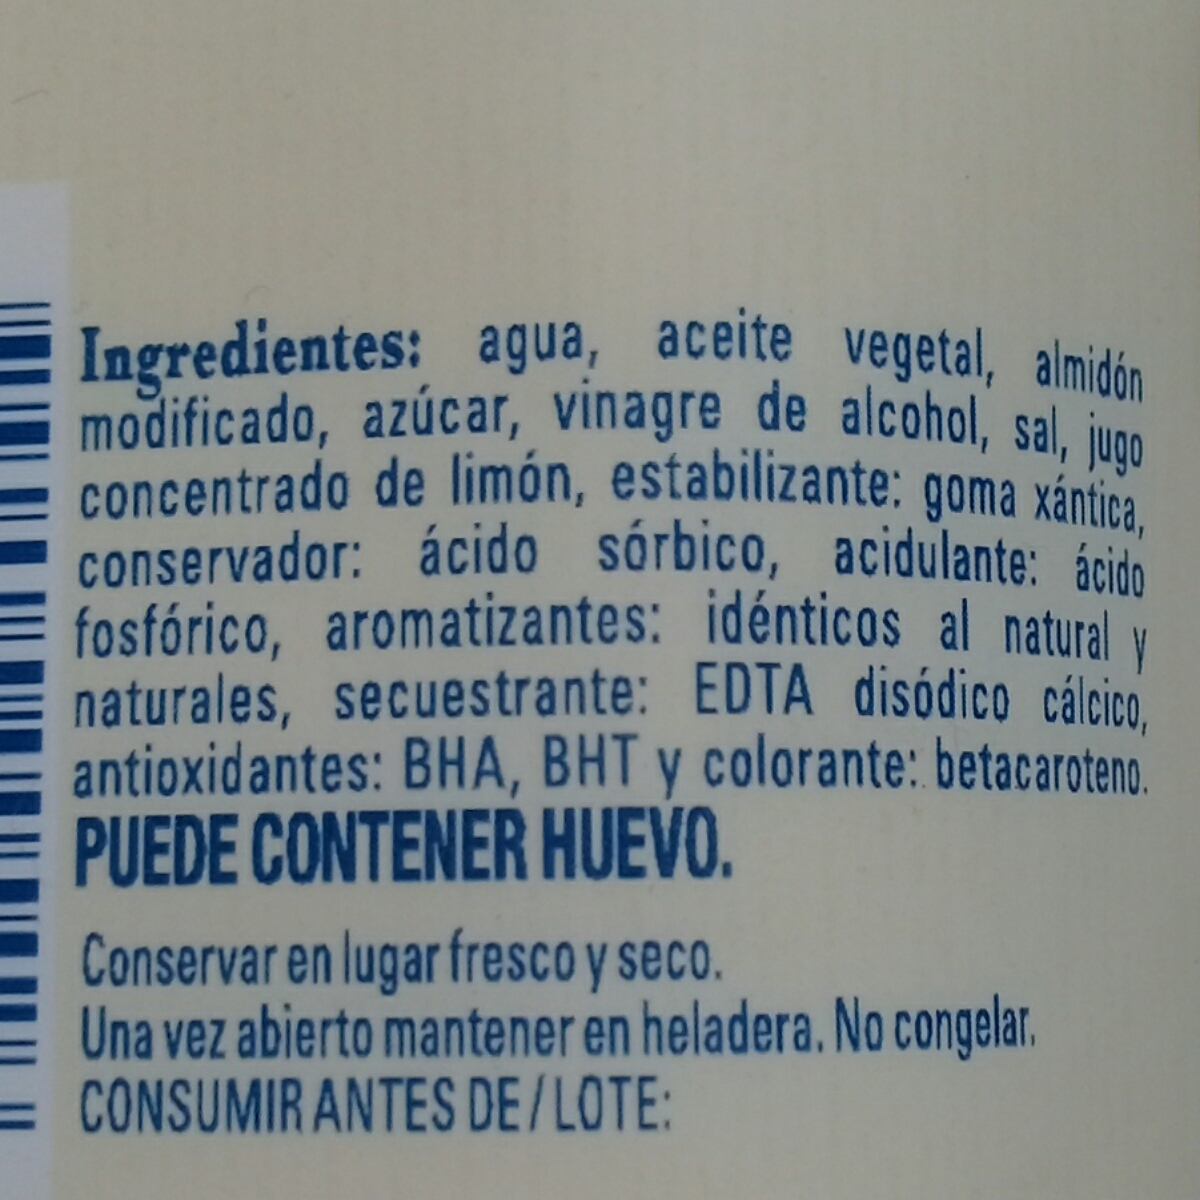 Ingredientes: agua, aceite vegetal, almidón
modificado, azúcar, vinagre de alcohol, sal, jugo
concentrado de limón, estabilizante: goma xántica,
conservador: ácido sórbico, acidulante: ácido
fosfórico, aromatizantes: idénticos al natural y
naturales, secuestrante: EDTA disódico cálcico,
antioxidantes: BHA, BHT y colorante: betacaroteno.
PUEDE CONTENER HUEVO.
Conservar en lugar fresco y seco.
Una vez abierto mantener en heladera. No congelar.
CONSUMIR ANTES DE/LOTE: